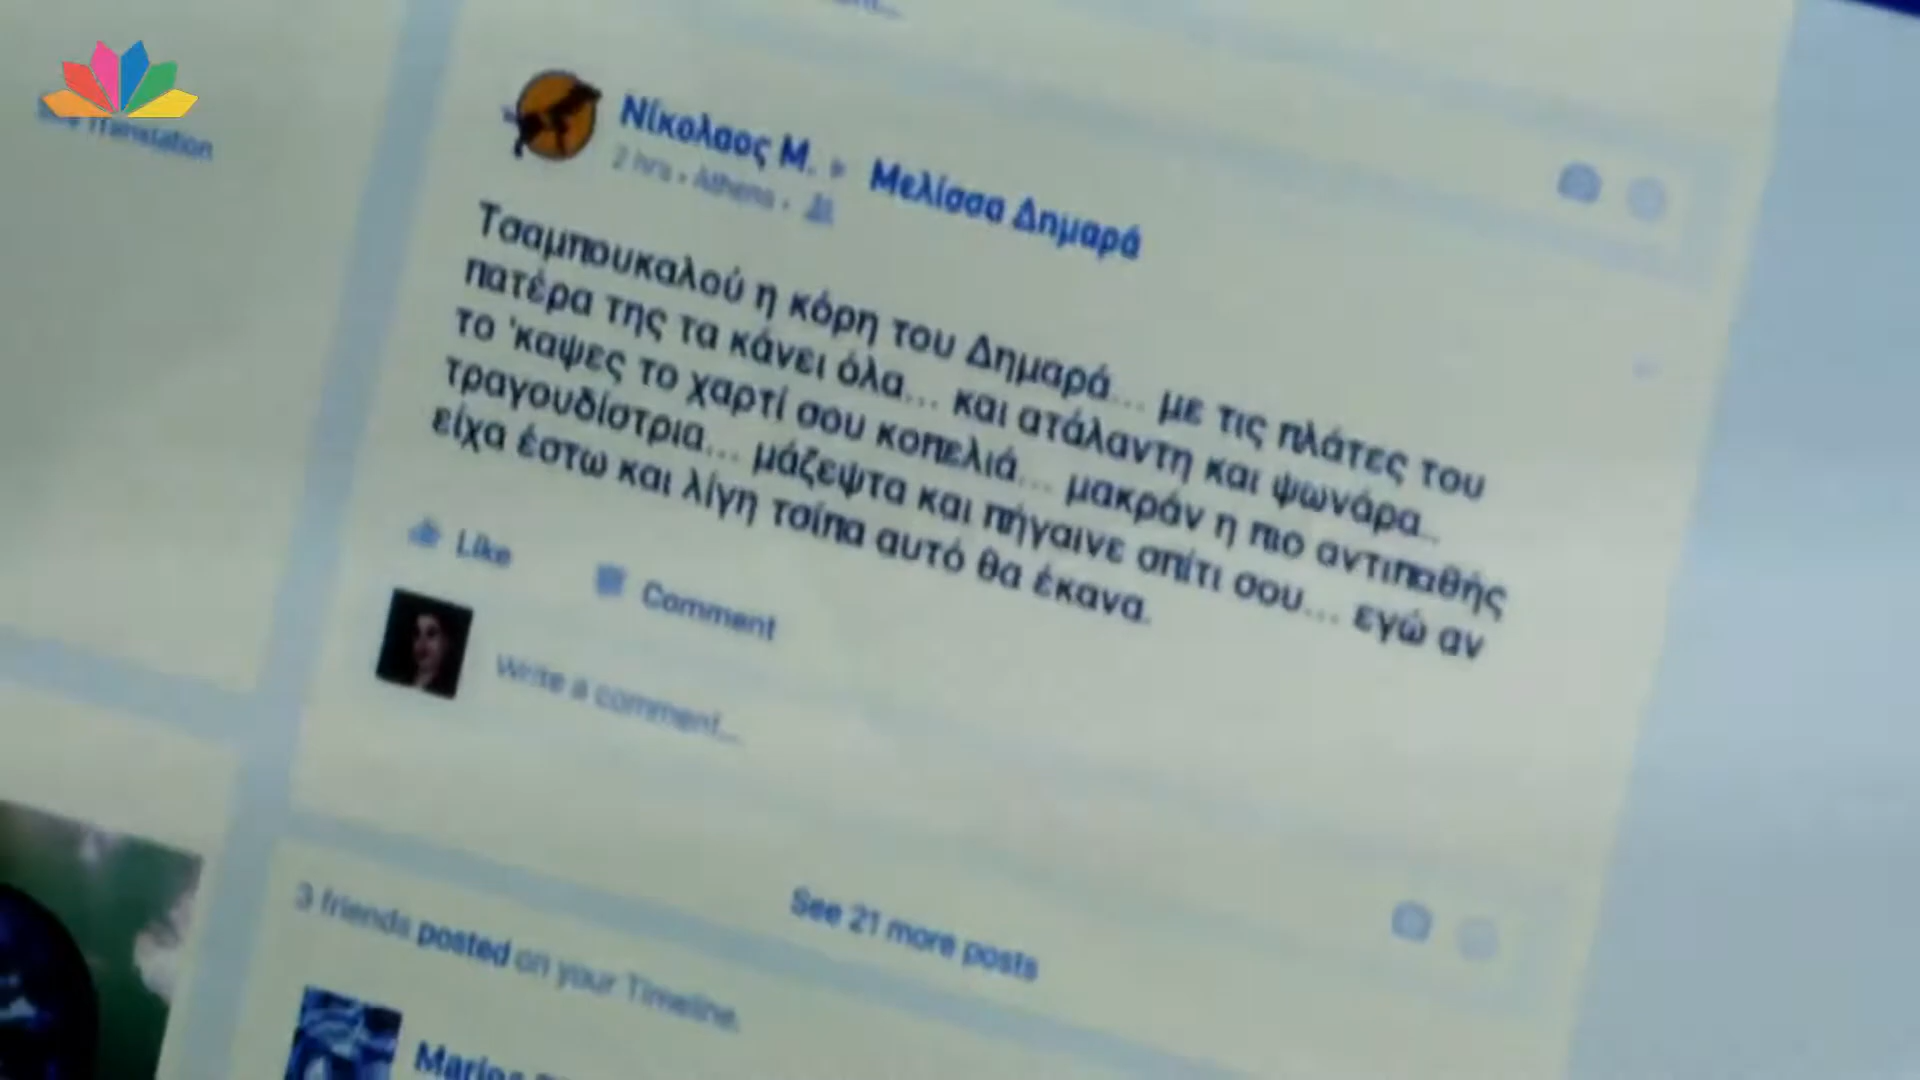 Translation
Νίκολαος Μ. ▸ Μελίσσα Δημαρά
2 hrs • Athens •
Τσαμπουκαλού η κόρη του Δημαρά... με τις πλάτες του
πατέρα της τα κάνει όλα... και ατάλαντη και ψωνάρα..
το 'καψες το χαρτί σου κοπελιά... μακράν η πιο αντιπαθής
τραγουδίστρια... μάζεψτα και πήγαινε σπίτι σου... εγώ αν
είχα έστω και λίγη τσίπα αυτό θα έκανα.
Like Comment
Write a comment...
See 21 more posts
3 friends posted on your Timeline.
Marios